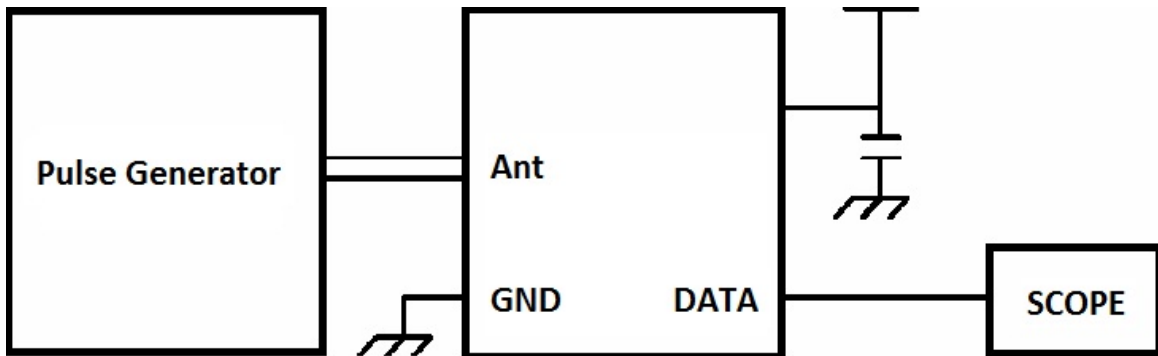 Pulse Generator
Ant
GND
DATA
SCOPE